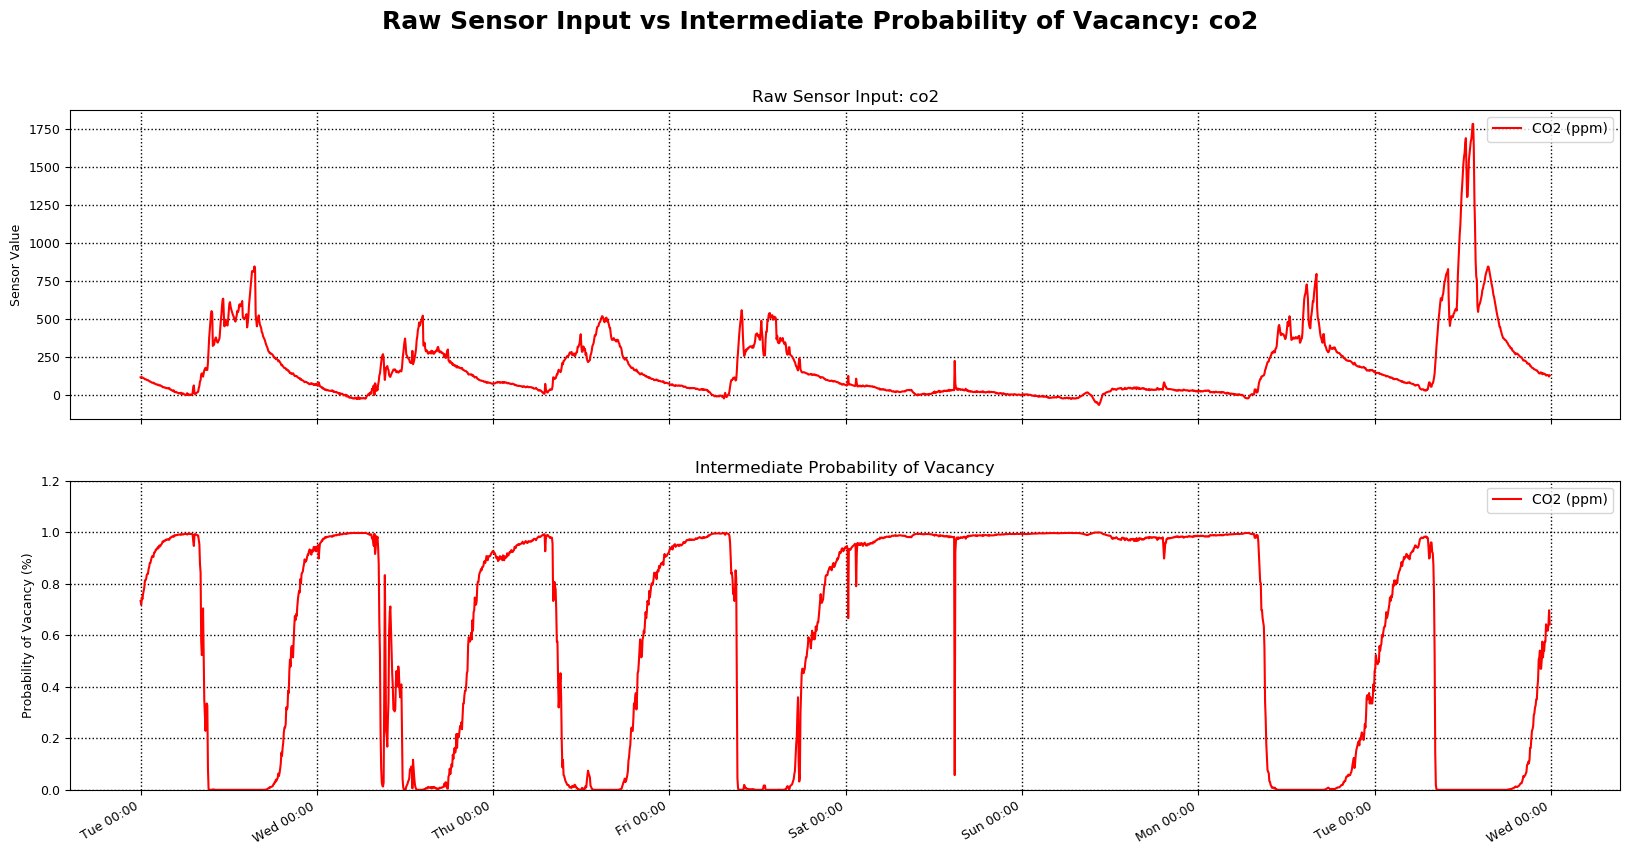 Raw Sensor Input vs Intermediate Probability of Vacancy: co2
Raw Sensor Input: co2
CO2 (ppm)
Sensor Value
1750
1500
1250
1000
750
500
250
0
Intermediate Probability of Vacancy
CO2 (ppm)
Probability of Vacancy (%)
1.2
1.0
0.8
0.6
0.4
0.2
0.0
Tue 00:00
Wed 00:00
Thu 00:00
Fri 00:00
Sat 00:00
Sun 00:00
Mon 00:00
Tue 00:00
Wed 00:00